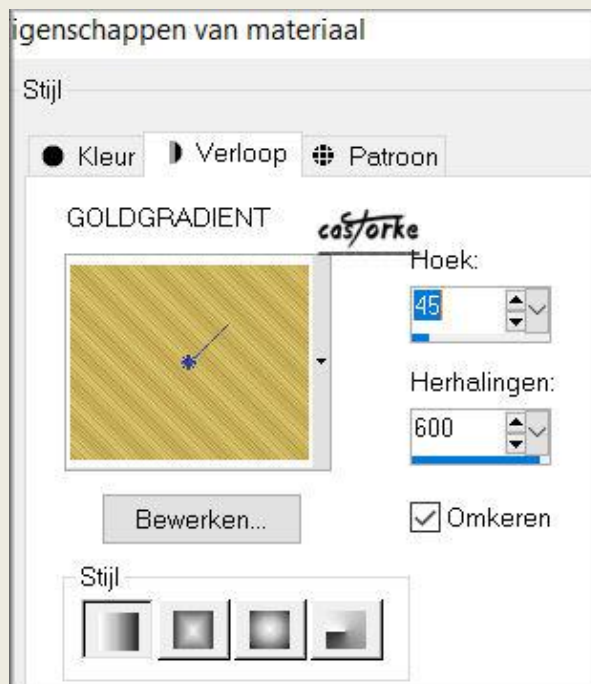 igenschappen van materiaal
Stijl
Kleur
Verloop
Patroon
GOLDGRADIENT
castorke
Hoek:
45
Herhalingen:
600
Bewerken...
Omkeren
Stijl